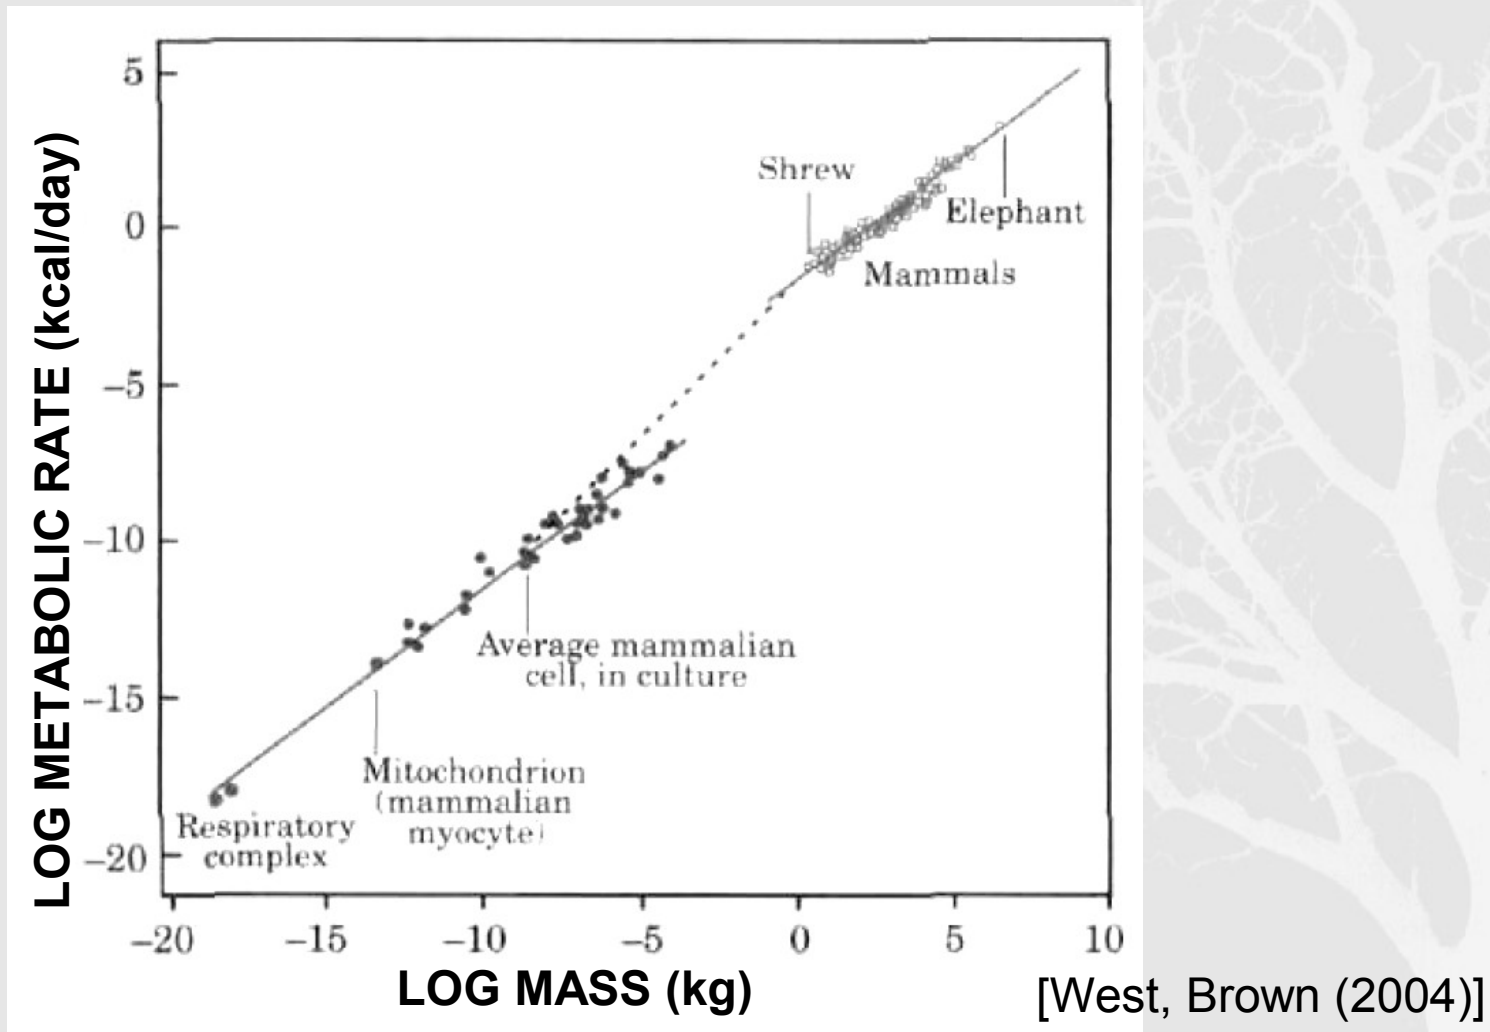 LOG METABOLIC RATE (kcal/day)
5
0
−5
−10
−15
−20
Shrew
Elephant
Mammals
Average mammalian
cell, in culture
Mitochondrion
(mammalian
myocyte)
Respiratory
complex
−20
−15
−10
−5
0
5
10
LOG MASS (kg)
[West, Brown (2004)]